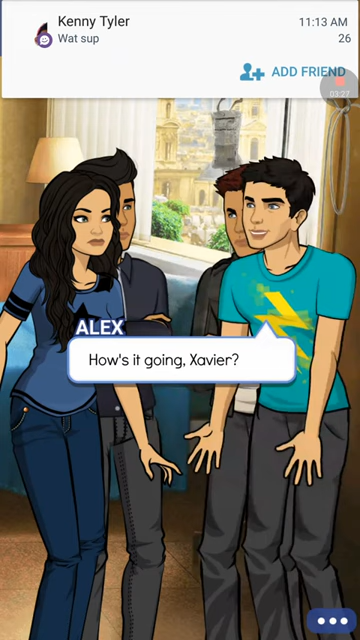 Kenny Tyler
11:13 AM
Wat sup
26
ADD FRIEND
03:27
ALEX
How's it going, Xavier?